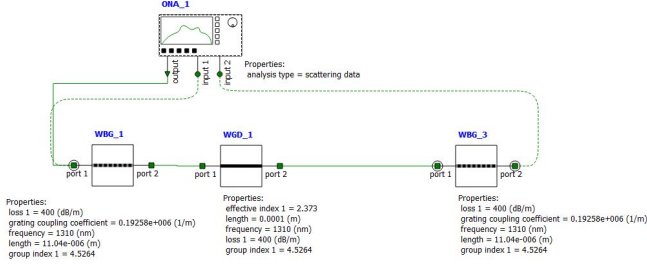 ONA_1
output
input 1
input 2
Properties:
analysis type = scattering data
WBG_1
WGD_1
WBG_3
port 1
port 2
port 1
port 2
port 1
port 2
Properties:
loss 1 = 400 (dB/m)
grating coupling coefficient = 0.19258e+006 (1/m)
frequency = 1310 (nm)
length = 11.04e-006 (m)
group index 1 = 4.5264
Properties:
effective index 1 = 2.373
length = 0.0001 (m)
frequency = 1310 (nm)
loss 1 = 400 (dB/m)
group index 1 = 4.5264
Properties:
loss 1 = 400 (dB/m)
grating coupling coefficient = 0.19258e+006 (1/m)
frequency = 1310 (nm)
length = 11.04e-006 (m)
group index 1 = 4.5264